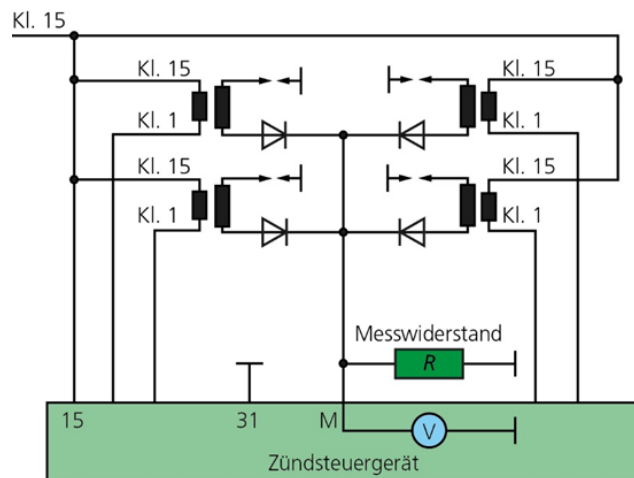 Kl. 15
Kl. 15
Kl. 15
Kl. 1
Kl. 1
Kl. 15
Kl. 15
Kl. 1
Kl. 1
Messwiderstand
R
15
31
M
V
Zündsteuergerät